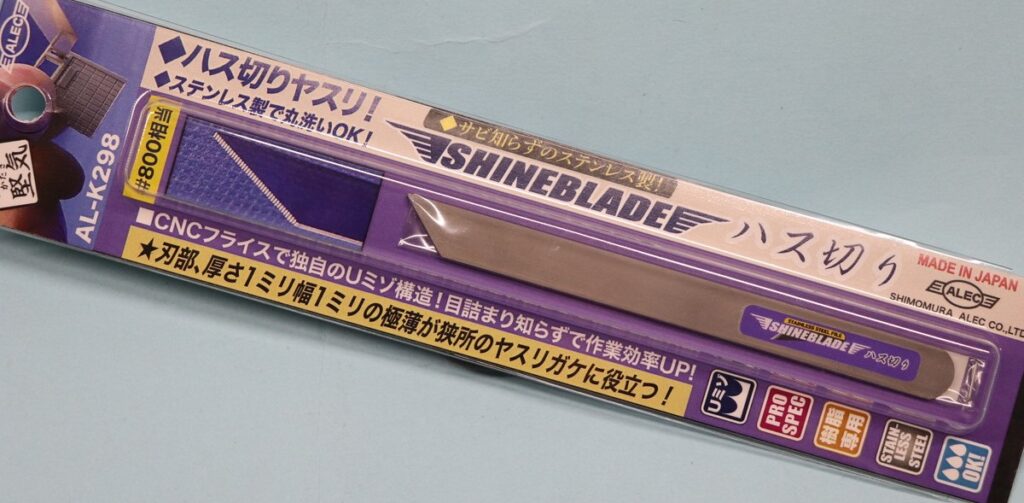 ALEC
堅気
かたぎ
AL-K298
◆ハス切りヤスリ!
◆ステンレス製で丸洗いOK!
#800相当
◆サビ知らずのステンレス製!
SHINEBLADE
ハス切り
MADE IN JAPAN
ALEC
SHIMOMURA ALEC CO.,LTD
■CNCフライスで独自のUミゾ構造!目詰まり知らずで作業効率UP!
★刃部、厚さ1ミリ幅1ミリの極薄が狭所のヤスリガケに役立つ!
STAINLESS STEEL FILE
SHINEBLADE
ハス切り
Uミゾ
PRO SPEC
樹脂専用
STAIN-LESS STEEL
OK!